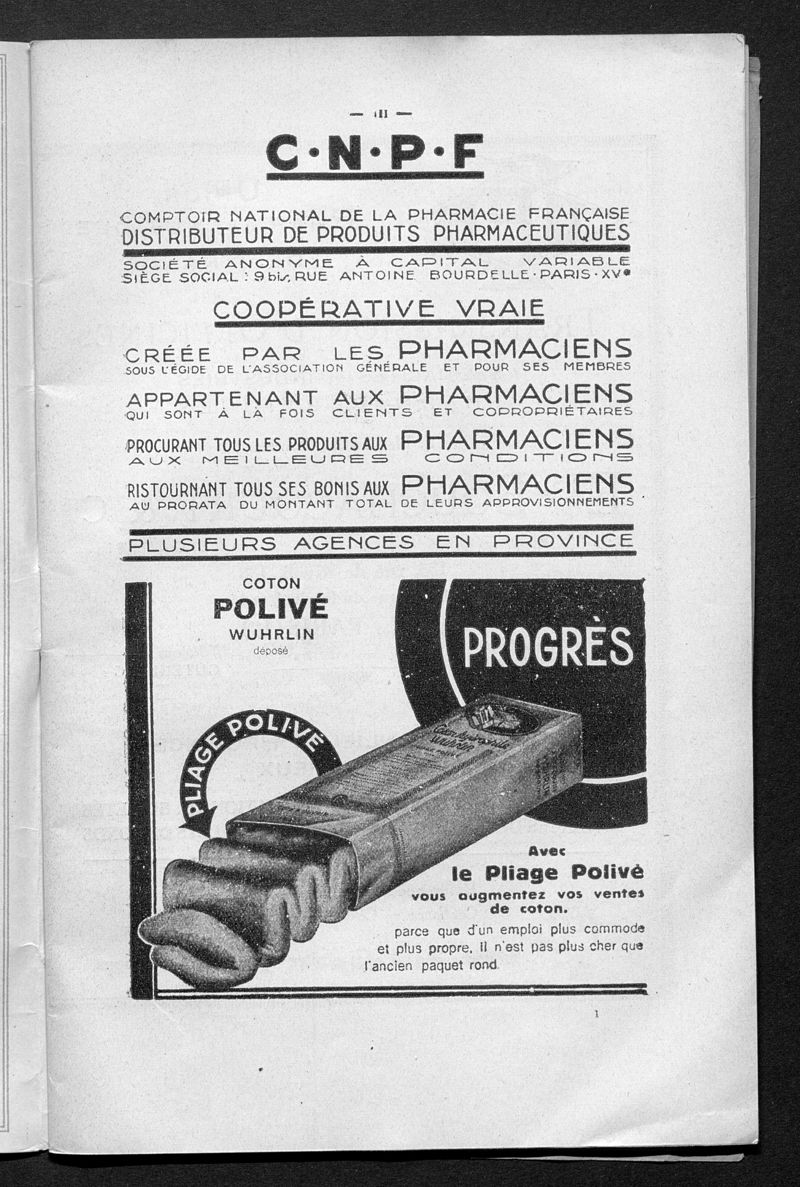 — III —
C·N·P·F
COMPTOIR NATIONAL DE LA PHARMACIE FRANÇAISE
DISTRIBUTEUR DE PRODUITS PHARMACEUTIQUES
SOCIÉTÉ ANONYME À CAPITAL VARIABLE
SIÈGE SOCIAL : 9 bis, RUE ANTOINE BOURDELLE · PARIS · XVe
COOPÉRATIVE VRAIE
CRÉÉE PAR LES PHARMACIENS
SOUS L'ÉGIDE DE L'ASSOCIATION GÉNÉRALE ET POUR SES MEMBRES
APPARTENANT AUX PHARMACIENS
QUI SONT À LA FOIS CLIENTS ET COPROPRIÉTAIRES
PROCURANT TOUS LES PRODUITS AUX PHARMACIENS
AUX MEILLEURES CONDITIONS
RISTOURNANT TOUS SES BONIS AUX PHARMACIENS
AU PRORATA DU MONTANT TOTAL DE LEURS APPROVISIONNEMENTS
PLUSIEURS AGENCES EN PROVINCE
COTON
POLIVÉ
WUHRLIN
déposé
PROGRÈS
PLIAGE POLIVÉ
WUHRLIN
Avec
le Pliage Polivé
vous augmentez vos ventes
de coton.
parce que d'un emploi plus commode
et plus propre, il n'est pas plus cher que
l'ancien paquet rond.
1